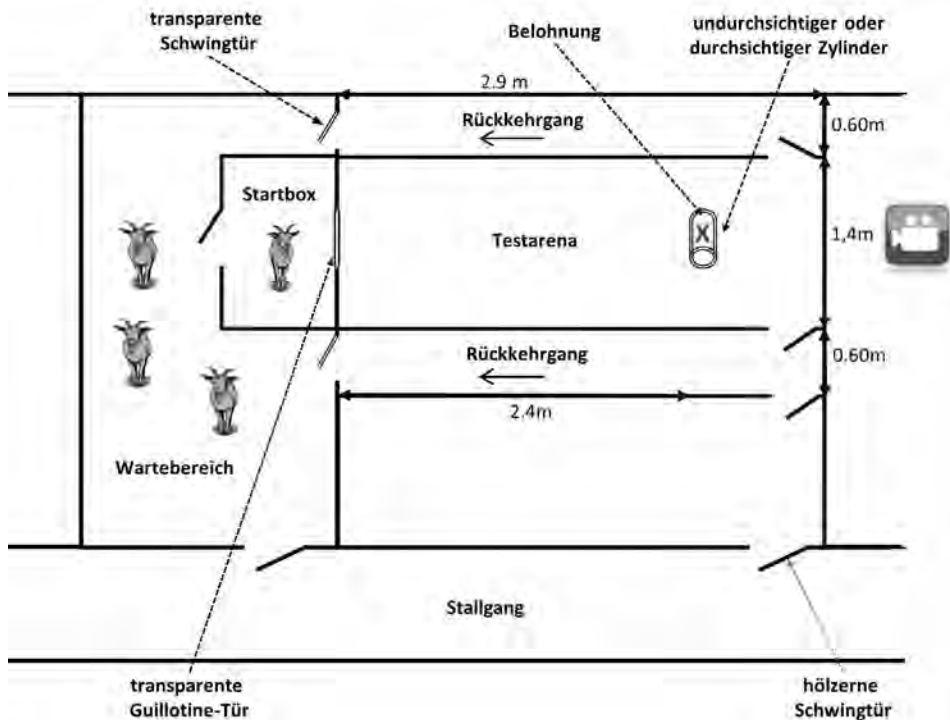 transparente
Schwingtür
Belohnung
undurchsichtiger oder
durchsichtiger Zylinder
2.9 m
Rückkehrgang
0.60m
Startbox
X
Testarena
1,4m
Rückkehrgang
0.60m
2.4m
Wartebereich
Stallgang
transparente
Guillotine-Tür
hölzerne
Schwingtür